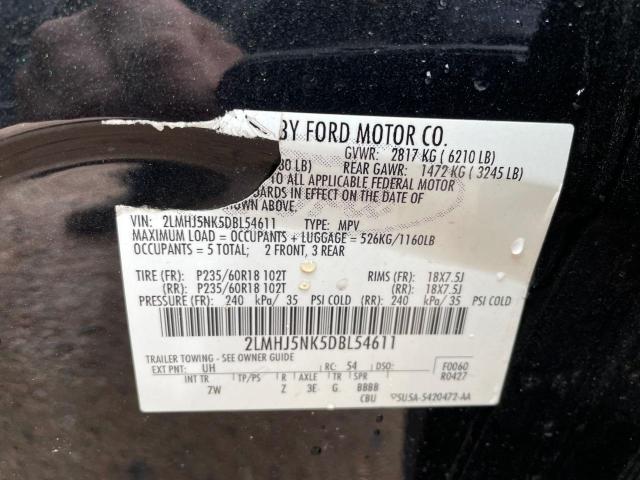 BY FORD MOTOR CO.
GVWR: 2817 KG ( 6210 LB)
LB) REAR GAWR: 1472 KG ( 3245 LB)
TO ALL APPLICABLE FEDERAL MOTOR
IN EFFECT ON THE DATE OF
SHOWN ABOVE.
VIN: 2LMHJ5NK5DBL54611 TYPE: MPV
MAXIMUM LOAD = OCCUPANTS + LUGGAGE = 526KG/1160LB
OCCUPANTS = 5 TOTAL; 2 FRONT, 3 REAR
TIRE (FR): P235/60R18 102T RIMS (FR): 18X7.5J
(RR): P235/60R18 102T (RR): 18X7.5J
PRESSURE (FR): 240 kPa/ 35 PSI COLD (RR): 240 kPa/ 35 PSI COLD
2LMHJ5NK5DBL54611
TRAILER TOWING - SEE OWNER GUIDE
EXT PNT: UH RC: 54 DSO: F0060
R0427
INT TR TP/PS R AXLE TR SPR
7W Z 3E G BBBB
CBU 5U5A-5420472-AA